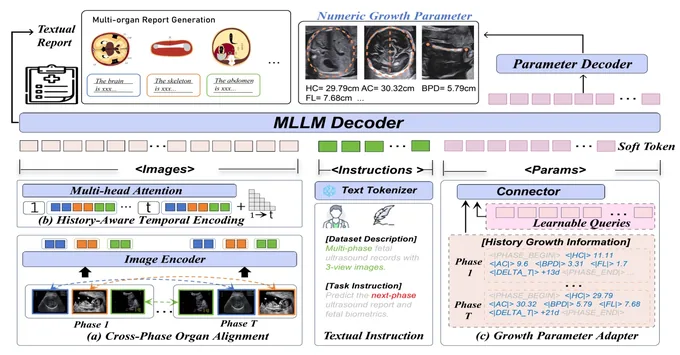 Textual
Report
Multi-organ Report Generation
The brain
is xxx...
The skeleton
is xxx...
The abdomen
is xxx...
...
Numeric Growth Parameter
HC= 29.79cm AC= 30.32cm BPD= 5.79cm
FL= 7.68cm ...
Parameter Decoder
...
MLLM Decoder
... ... ... Soft Token
<Images> <Instructions> <Params>
Multi-head Attention
1 ... t +
1→t
(b) History-Aware Temporal Encoding
Image Encoder
...
Phase 1 Phase T
(a) Cross-Phase Organ Alignment
Text Tokenizer
[Dataset Description]
Multi-phase fetal
ultrasound records with
3-view images.
[Task Instruction]
Predict the next-phase
ultrasound report and
fetal biometrics.
Textual Instruction
Connector
...
Learnable Queries
[History Growth Information]
Phase
1
<|PHASE_BEGIN|> <|HC|> 11.11
<|AC|> 9.6 <|BPD|> 3.31 <|FL|> 1.7
<|DELTA_T|> +13d <|PHASE_END|>
...
Phase
T
<|PHASE_BEGIN|> <|HC|> 29.79
<|AC|> 30.32 <|BPD|> 5.79 <|FL|> 7.68
<|DELTA_T|> +21d <|PHASE_END|>
(c) Growth Parameter Adapter